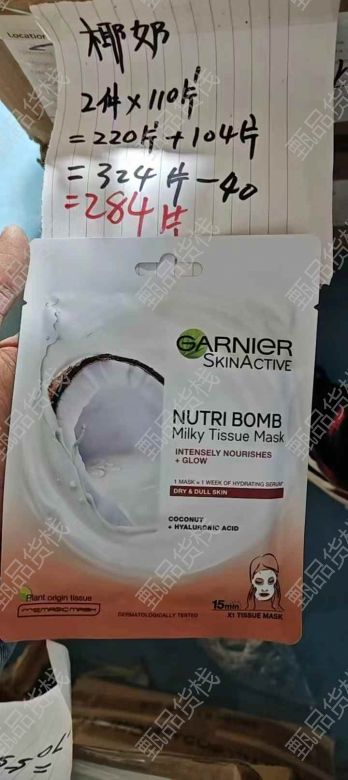 Location
椰奶
2件×110片
=220片+104片
=324片-40
=284片
GARNIER
SKINACTIVE
NUTRI BOMB
Milky Tissue Mask
INTENSELY NOURISHES
+ GLOW
1 MASK = 1 WEEK OF HYDRATING SERUM
DRY & DULL SKIN
COCONUT
+ HYALURONIC ACID
Plant origin tissue
DERMATOLOGICALLY TESTED
15min
X1 TISSUE MASK
甄品货栈